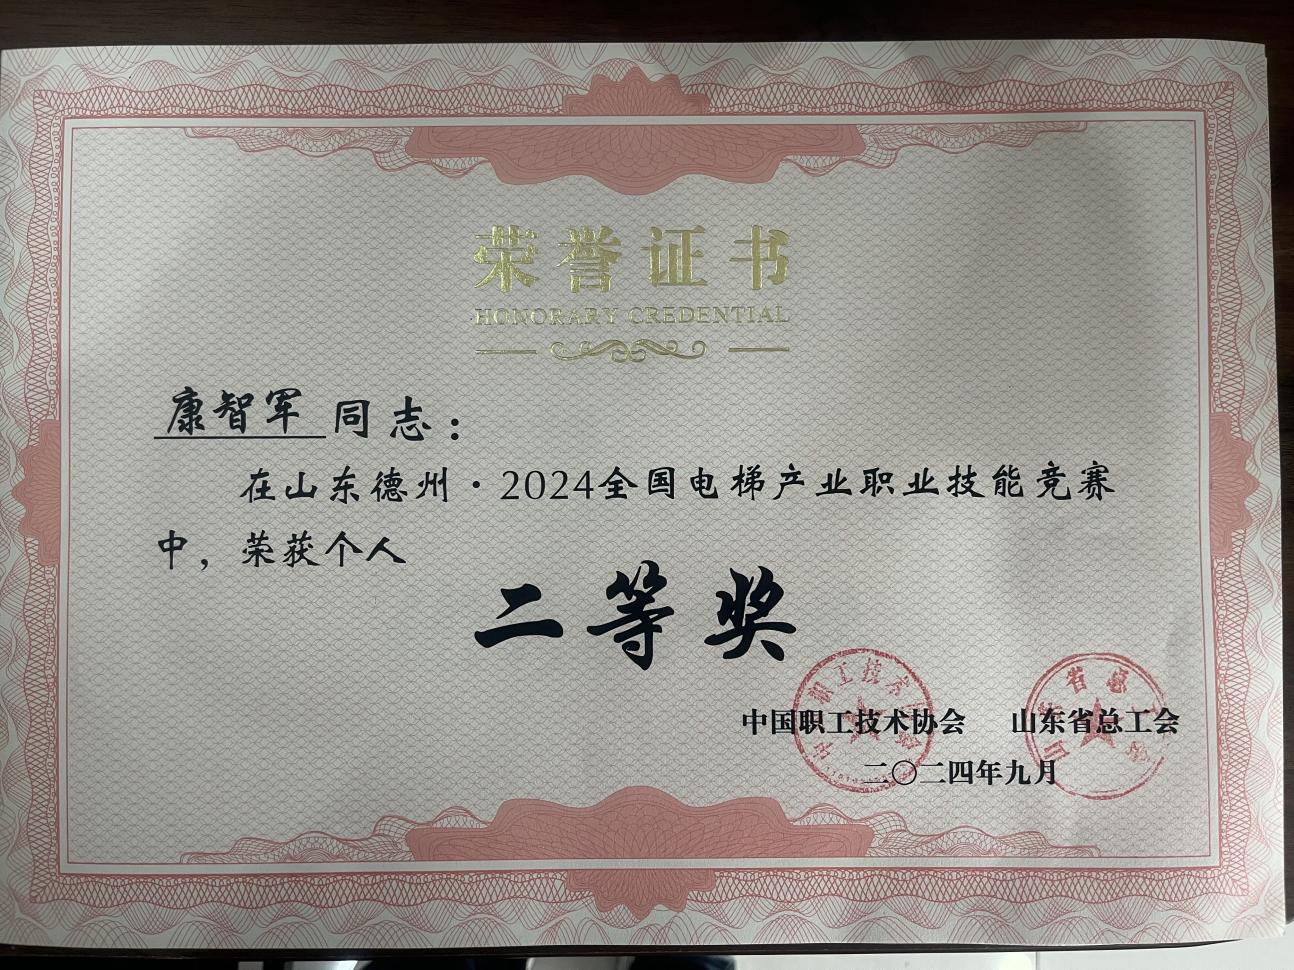 荣誉证书
HONORARY CREDENTIAL
康智军同志：
在山东德州·2024全国电梯产业职业技能竞赛
中，荣获个人
二等奖
中国职工技术协会 山东省总工会
二〇二四年九月